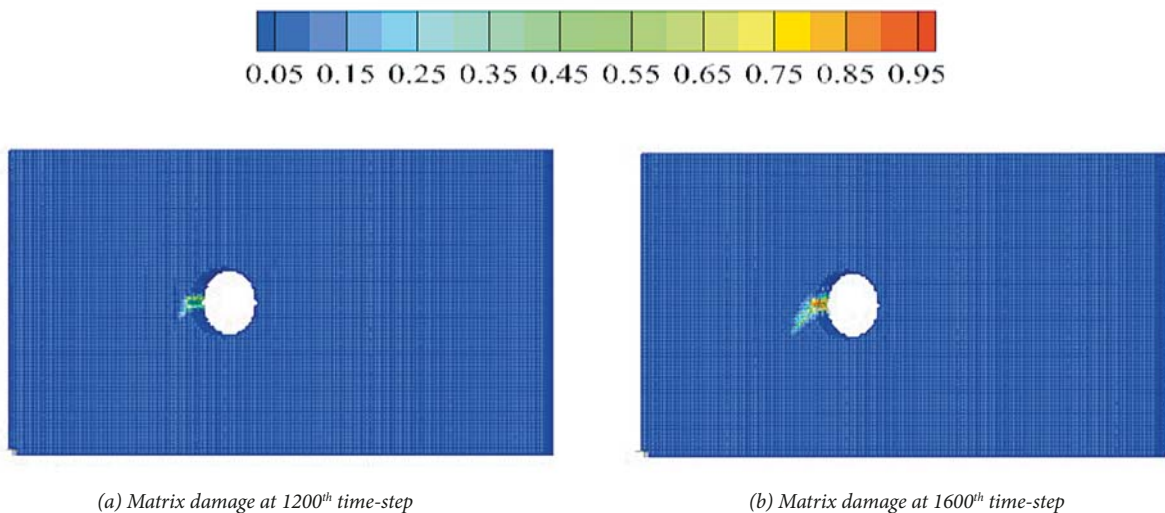 0.05 0.15 0.25 0.35 0.45 0.55 0.65 0.75 0.85 0.95
(a) Matrix damage at 1200th time-step
(b) Matrix damage at 1600th time-step